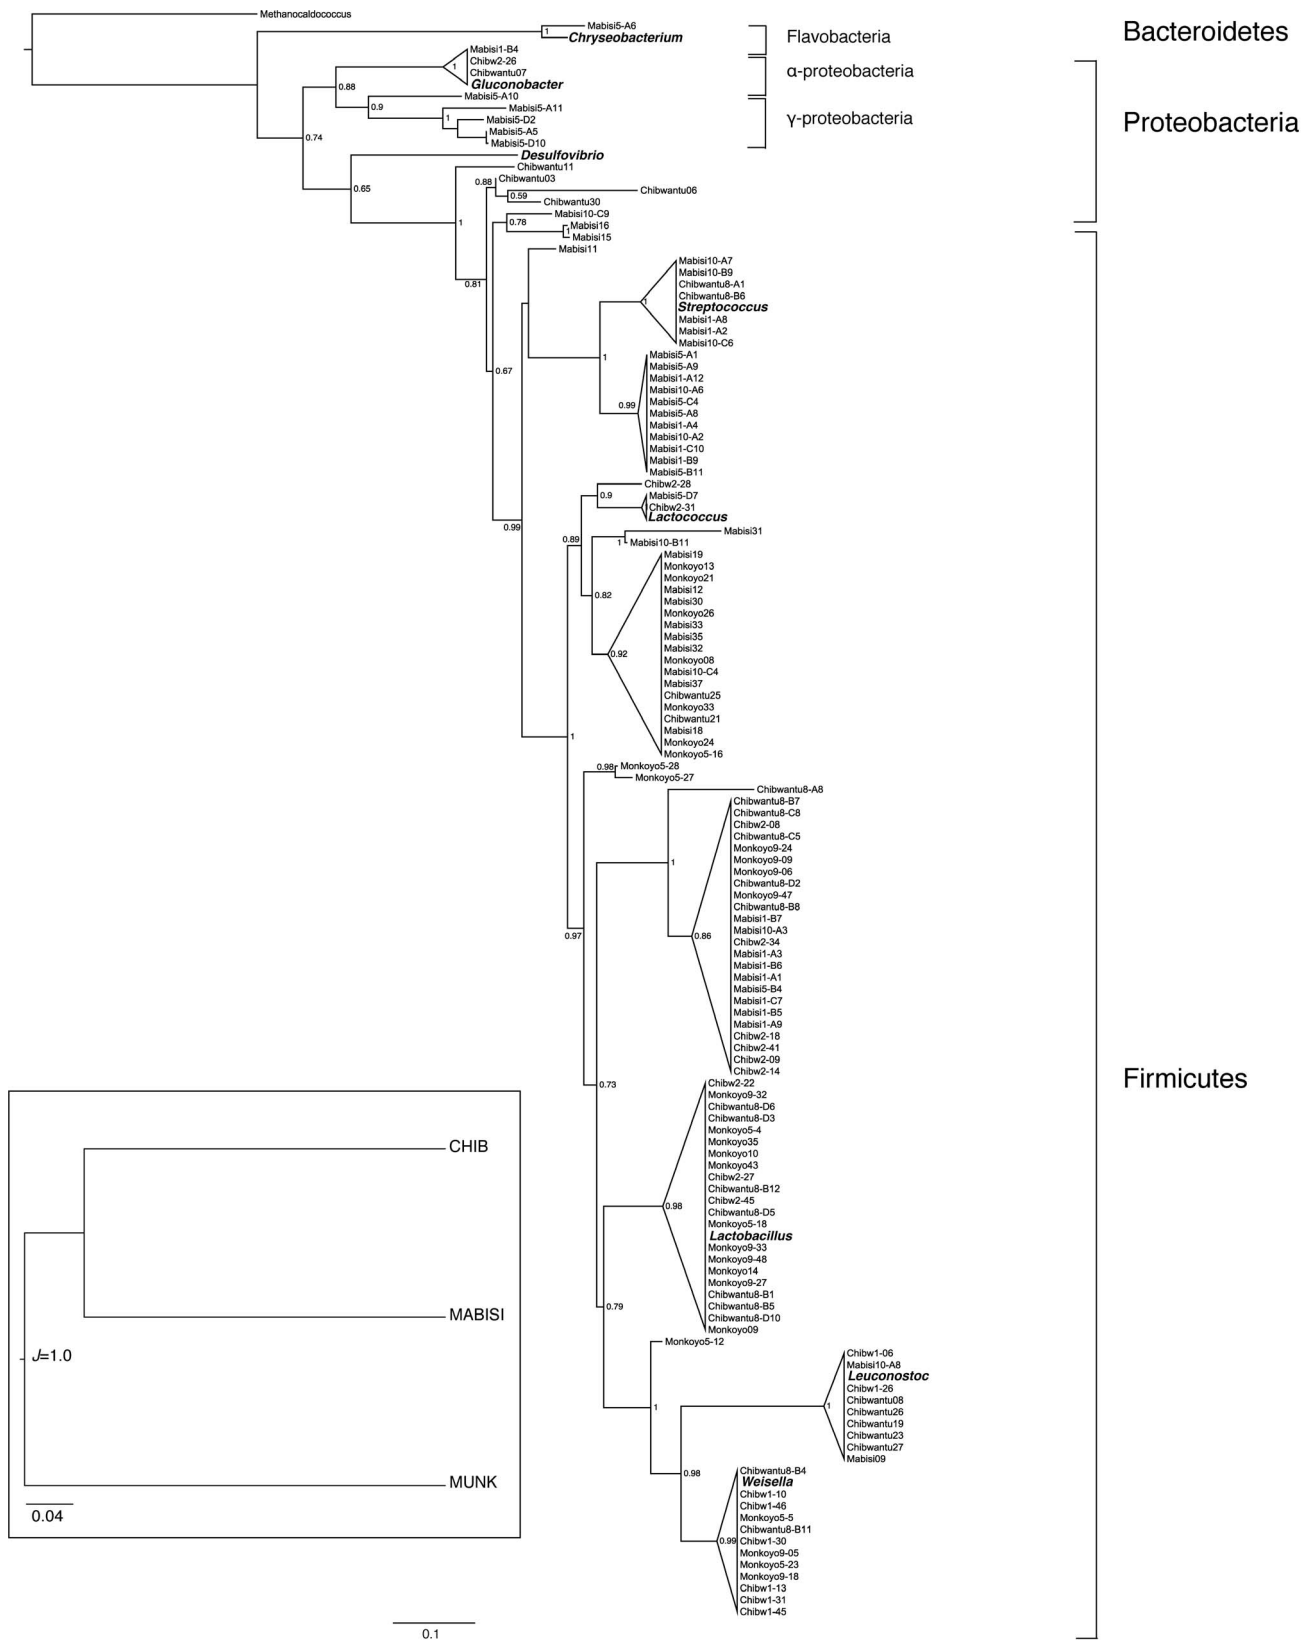 Methanocaldococcus
Mabisi5-A6
1
Chryseobacterium
Flavobacteria
Bacteroidetes
Mabisi1-B4
Chibw2-26
1
Chibwantu07
α-proteobacteria
Gluconobacter
0.88
Mabisi5-A10
0.9
Mabisi5-A11
1
Mabisi5-D2
γ-proteobacteria
Proteobacteria
Mabisi5-A5
0.74
Mabisi5-D10
Desulfovibrio
Chibwantu11
Chibwantu03
0.88
0.65
Chibwantu06
0.59
Chibwantu30
Mabisi10-C9
1
0.78
Mabisi16
1
Mabisi15
Mabisi11
Mabisi10-A7
Mabisi10-B9
0.81
Chibwantu8-A1
Chibwantu8-B6
1
Streptococcus
Mabisi1-A8
Mabisi1-A2
Mabisi10-C6
Mabisi5-A1
1
Mabisi5-A9
0.67
Mabisi1-A12
Mabisi10-A6
Mabisi5-C4
0.99
Mabisi5-A8
Mabisi1-A4
Mabisi10-A2
Mabisi1-C10
Mabisi1-B9
Mabisi5-B11
Chibw2-28
0.9
Mabisi5-D7
Chibw2-31
Lactococcus
0.99
Mabisi31
0.89
1
Mabisi10-B11
Mabisi19
Monkoyo13
Monkoyo21
Mabisi12
0.82
Mabisi30
Monkoyo26
Mabisi33
Mabisi35
Mabisi32
0.92
Monkoyo08
Mabisi10-C4
Mabisi37
Chibwantu25
Monkoyo33
Chibwantu21
Mabisi18
1
Monkoyo24
Monkoyo5-16
0.98
Monkoyo5-28
Monkoyo5-27
Chibwantu8-A8
Chibwantu8-B7
Chibwantu8-C8
Chibw2-08
Chibwantu8-C5
Monkoyo9-24
1
Monkoyo9-09
Monkoyo9-06
Chibwantu8-D2
Monkoyo9-47
Chibwantu8-B8
Mabisi1-B7
Mabisi10-A3
0.97
0.86
Chibw2-34
Mabisi1-A3
Mabisi1-B6
Mabisi1-A1
Mabisi5-B4
Mabisi1-C7
Mabisi1-B5
Mabisi1-A9
Chibw2-18
Chibw2-41
Chibw2-09
Chibw2-14
Firmicutes
0.73
Chibw2-22
Monkoyo9-32
Chibwantu8-D6
Chibwantu8-D3
Monkoyo5-4
Monkoyo35
Monkoyo10
Monkoyo43
Chibw2-27
Chibwantu8-B12
Chibw2-45
0.98
Chibwantu8-D5
Monkoyo5-18
Lactobacillus
Monkoyo9-33
Monkoyo9-48
Monkoyo14
Monkoyo9-27
Chibwantu8-B1
0.79
Chibwantu8-B5
Chibwantu8-D10
Monkoyo09
Monkoyo5-12
Chibw1-06
Mabisi10-A8
Leuconostoc
Chibw1-26
Chibwantu08
1
1
Chibwantu26
Chibwantu19
Chibwantu23
Chibwantu27
Mabisi09
0.98
Chibwantu8-B4
Weisella
Chibw1-10
Chibw1-46
Monkoyo5-5
Chibwantu8-B11
0.99
Chibw1-30
Monkoyo9-05
Monkoyo5-23
Monkoyo9-18
Chibw1-13
Chibw1-31
Chibw1-45
0.1
CHIB
MABISI
J=1.0
MUNK
0.04